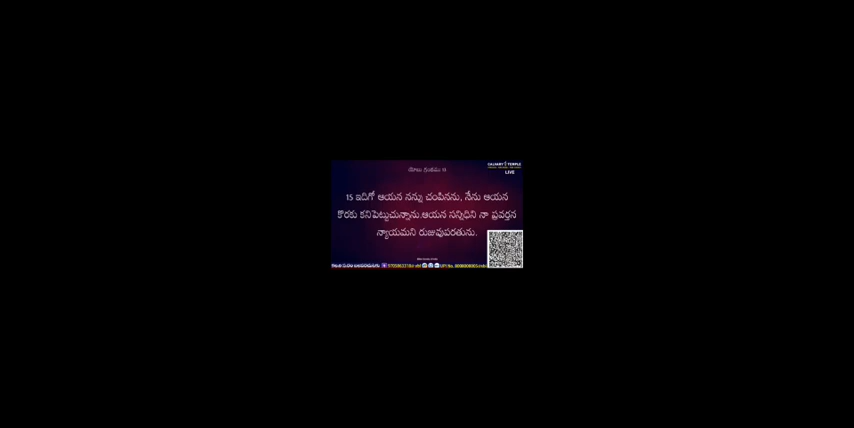 CALVARY TEMPLE
LIVE
యోబు గ్రంథము 13
15 ఇదిగో ఆయన నన్ను చంపినను, నేను ఆయన
కొరకు కనిపెట్టుచున్నాను.ఆయన సన్నిధిని నా ప్రవర్తన
న్యాయమని రుజువుపరతును.